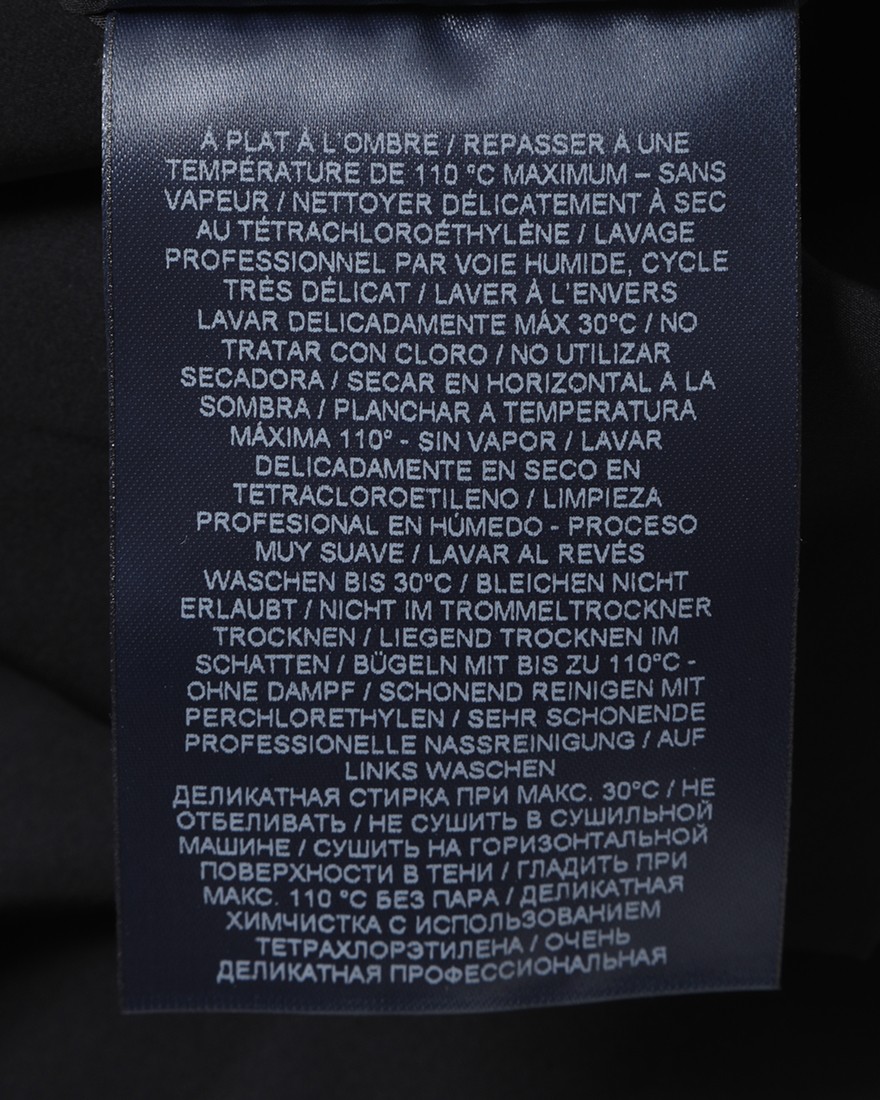 À PLAT À L'OMBRE / REPASSER À UNE
TEMPÉRATURE DE 110 °C MAXIMUM – SANS
VAPEUR / NETTOYER DÉLICATEMENT À SEC
AU TÉTRACHLOROÉTHYLÈNE / LAVAGE
PROFESSIONNEL PAR VOIE HUMIDE, CYCLE
TRÈS DÉLICAT / LAVER À L'ENVERS
LAVAR DELICADAMENTE MÁX 30°C / NO
TRATAR CON CLORO / NO UTILIZAR
SECADORA / SECAR EN HORIZONTAL A LA
SOMBRA / PLANCHAR A TEMPERATURA
MÁXIMA 110° - SIN VAPOR / LAVAR
DELICADAMENTE EN SECO EN
TETRACLOROETILENO / LIMPIEZA
PROFESIONAL EN HÚMEDO - PROCESO
MUY SUAVE / LAVAR AL REVÉS
WASCHEN BIS 30°C / BLEICHEN NICHT
ERLAUBT / NICHT IM TROMMELTROCKNER
TROCKNEN / LIEGEND TROCKNEN IM
SCHATTEN / BÜGELN MIT BIS ZU 110°C -
OHNE DAMPF / SCHONEND REINIGEN MIT
PERCHLORETHYLEN / SEHR SCHONENDE
PROFESSIONELLE NASSREINIGUNG / AUF
LINKS WASCHEN
ДЕЛИКАТНАЯ СТИРКА ПРИ МАКС. 30°C / НЕ
ОТБЕЛИВАТЬ / НЕ СУШИТЬ В СУШИЛЬНОЙ
МАШИНЕ / СУШИТЬ НА ГОРИЗОНТАЛЬНОЙ
ПОВЕРХНОСТИ В ТЕНИ / ГЛАДИТЬ ПРИ
МАКС. 110 °C БЕЗ ПАРА / ДЕЛИКАТНАЯ
ХИМЧИСТКА С ИСПОЛЬЗОВАНИЕМ
ТЕТРАХЛОРЭТИЛЕНА / ОЧЕНЬ
ДЕЛИКАТНАЯ ПРОФЕССИОНАЛЬНАЯ